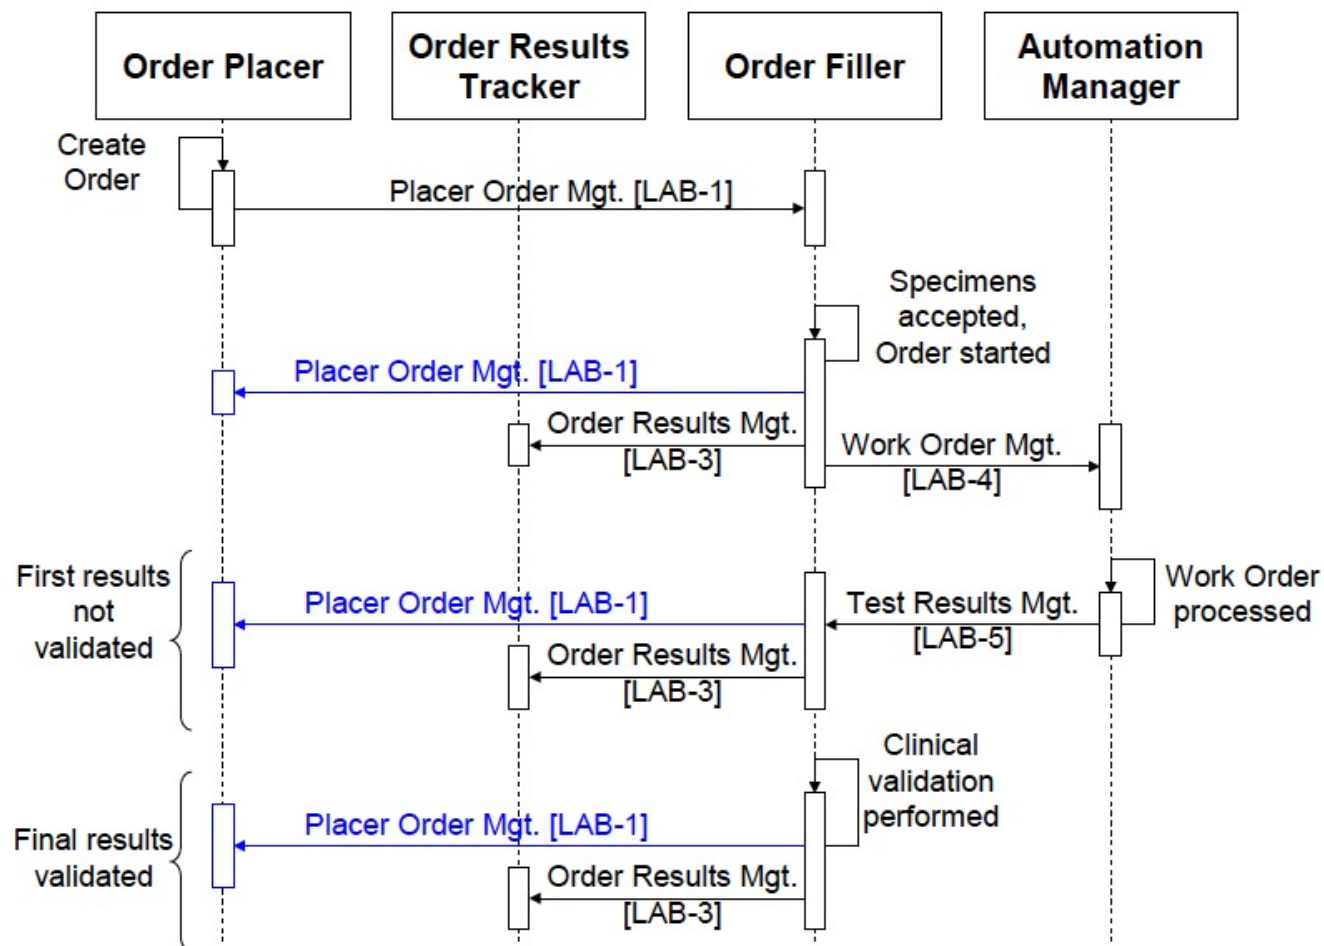 Order Placer
Order Results
Tracker
Order Filler
Automation
Manager
Create
Order
Placer Order Mgt. [LAB-1]
Specimens
accepted,
Order started
Placer Order Mgt. [LAB-1]
Order Results Mgt.
[LAB-3]
Work Order Mgt.
[LAB-4]
First results
not
validated
Placer Order Mgt. [LAB-1]
Test Results Mgt.
[LAB-5]
Work Order
processed
Order Results Mgt.
[LAB-3]
Clinical
validation
performed
Final results
validated
Placer Order Mgt. [LAB-1]
Order Results Mgt.
[LAB-3]